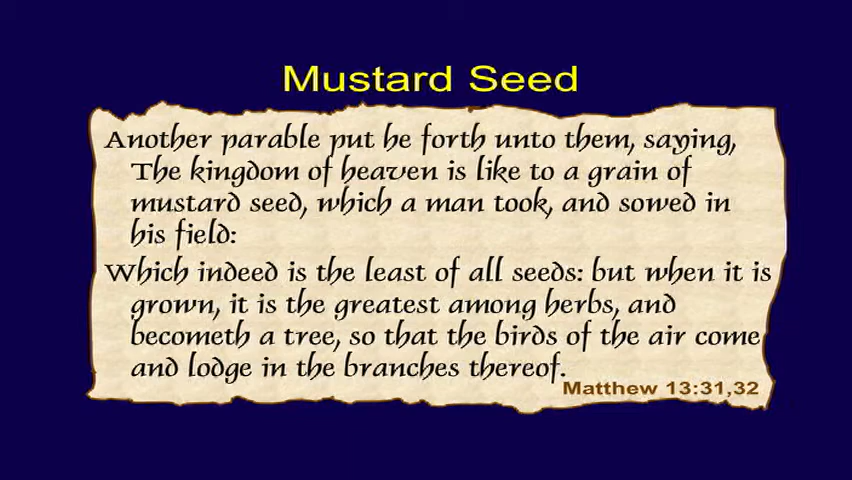 Mustard Seed
Another parable put he forth unto them, saying,
The kingdom of heaven is like to a grain of
mustard seed, which a man took, and sowed in
his field:
Which indeed is the least of all seeds: but when it is
grown, it is the greatest among herbs, and
becometh a tree, so that the birds of the air come
and lodge in the branches thereof.
Matthew 13:31,32